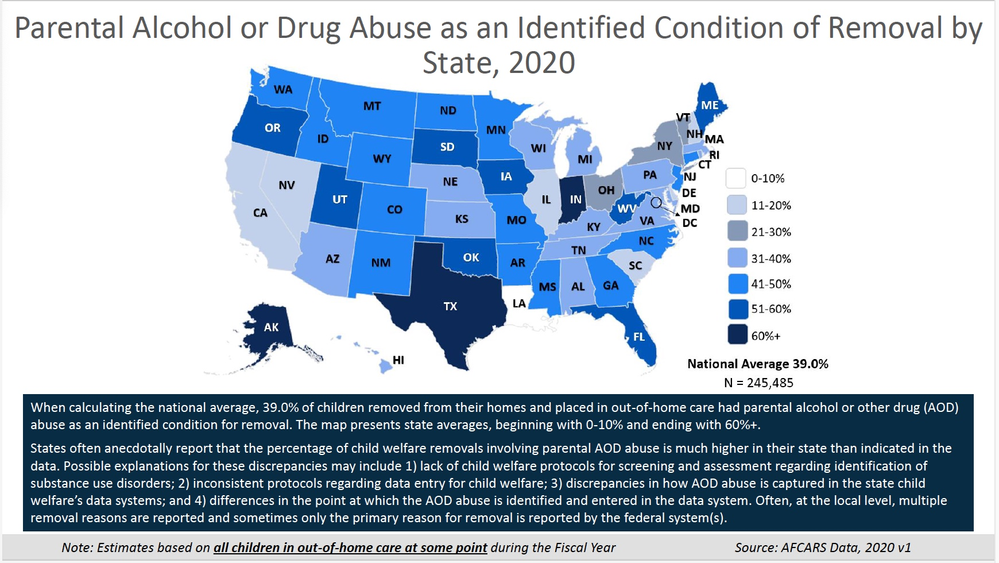 Parental Alcohol or Drug Abuse as an Identified Condition of Removal by
State, 2020
WA
MT
ND
MN
OR
ID
WY
SD
WI
MI
NY
VT
NH
ME
MA
RI
CT
NJ
DE
MD
DC
NV
CA
UT
CO
NE
IA
KS
MO
IL
IN
OH
PA
WV
VA
KY
NC
TN
SC
AZ
NM
OK
AR
TX
LA
MS
AL
GA
FL
AK
HI
0-10%
11-20%
21-30%
31-40%
41-50%
51-60%
60%+
National Average 39.0%
N = 245,485
When calculating the national average, 39.0% of children removed from their homes and placed in out-of-home care had parental alcohol or other drug (AOD)
abuse as an identified condition for removal. The map presents state averages, beginning with 0-10% and ending with 60%+.
States often anecdotally report that the percentage of child welfare removals involving parental AOD abuse is much higher in their state than indicated in the
data. Possible explanations for these discrepancies may include 1) lack of child welfare protocols for screening and assessment regarding identification of
substance use disorders; 2) inconsistent protocols regarding data entry for child welfare; 3) discrepancies in how AOD abuse is captured in the state child
welfare’s data systems; and 4) differences in the point at which the AOD abuse is identified and entered in the data system. Often, at the local level, multiple
removal reasons are reported and sometimes only the primary reason for removal is reported by the federal system(s).
Note: Estimates based on all children in out-of-home care at some point during the Fiscal Year
Source: AFCARS Data, 2020 v1